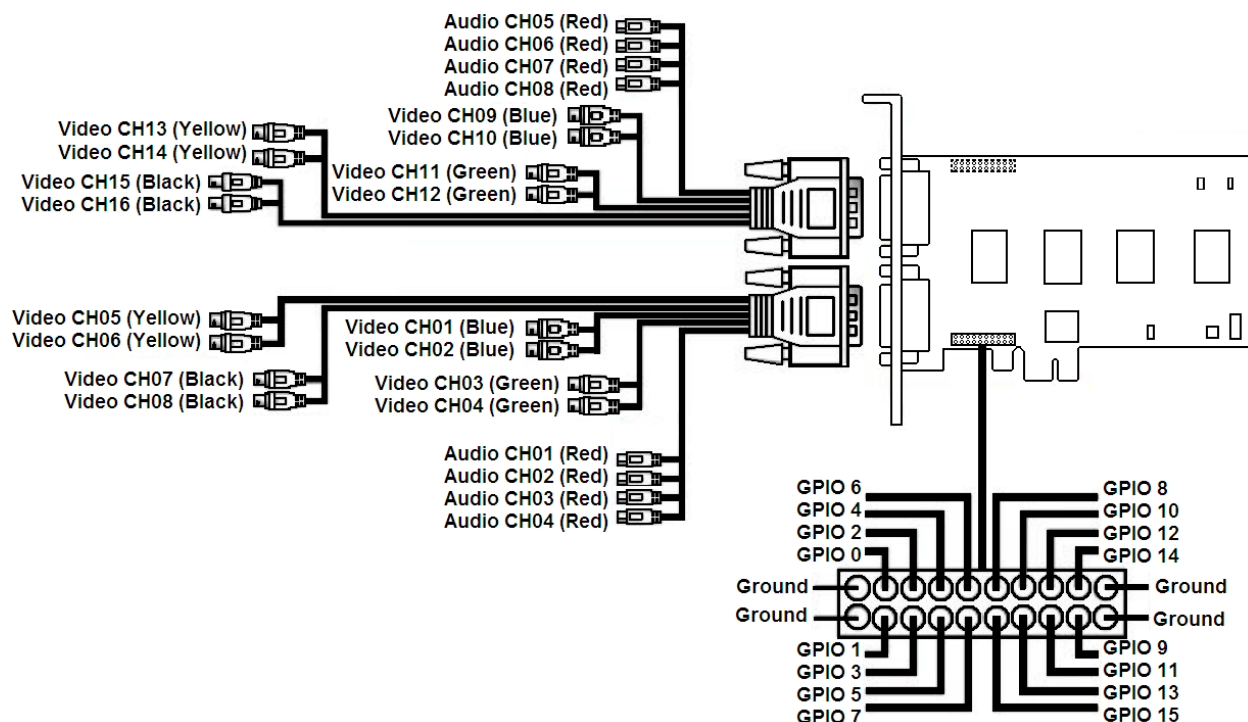 Audio CH05 (Red)
Audio CH06 (Red)
Audio CH07 (Red)
Audio CH08 (Red)
Video CH09 (Blue)
Video CH10 (Blue)
Video CH13 (Yellow)
Video CH14 (Yellow)
Video CH11 (Green)
Video CH12 (Green)
Video CH15 (Black)
Video CH16 (Black)
Video CH05 (Yellow)
Video CH06 (Yellow)
Video CH01 (Blue)
Video CH02 (Blue)
Video CH07 (Black)
Video CH08 (Black)
Video CH03 (Green)
Video CH04 (Green)
Audio CH01 (Red)
Audio CH02 (Red)
Audio CH03 (Red)
Audio CH04 (Red)
GPIO 6
GPIO 4
GPIO 2
GPIO 0
GPIO 8
GPIO 10
GPIO 12
GPIO 14
Ground
Ground
Ground
Ground
GPIO 1
GPIO 3
GPIO 5
GPIO 7
GPIO 9
GPIO 11
GPIO 13
GPIO 15